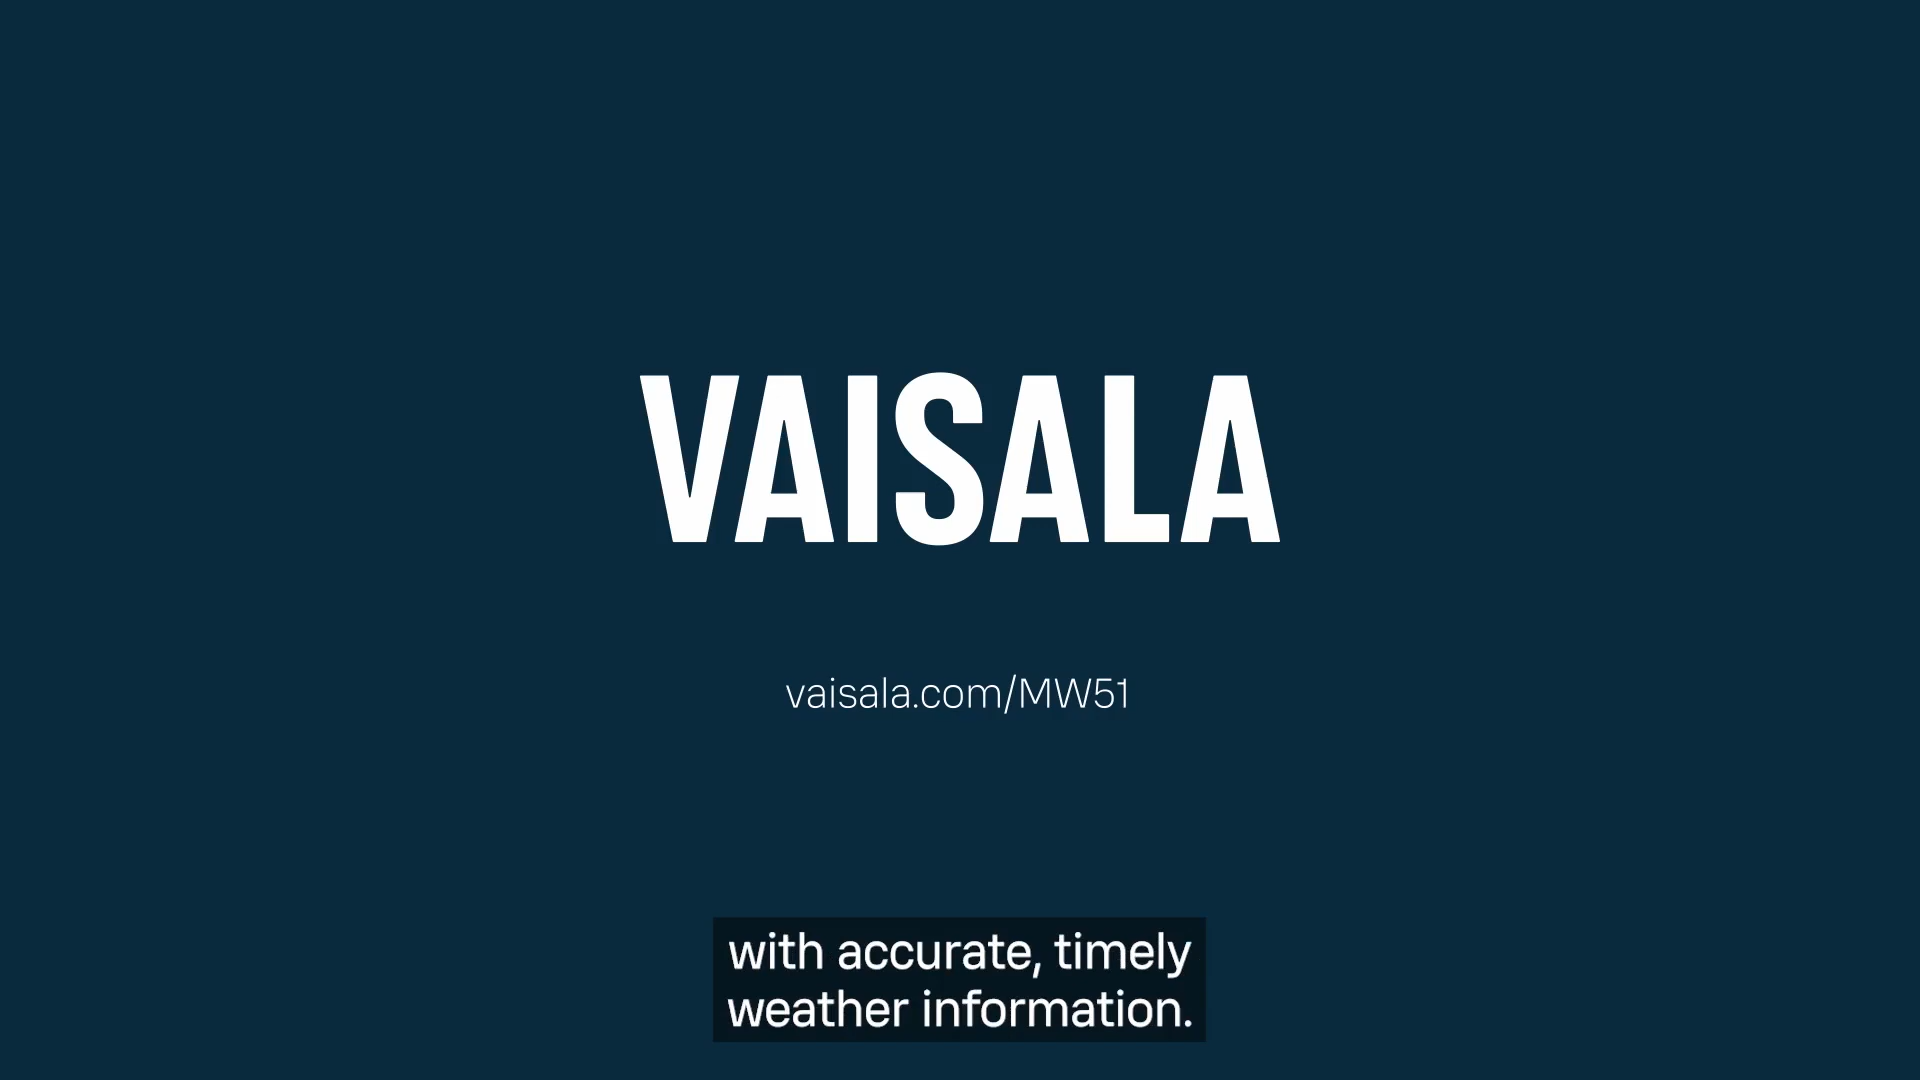 VAISALA
vaisala.com/MW51
with accurate, timely
weather information.